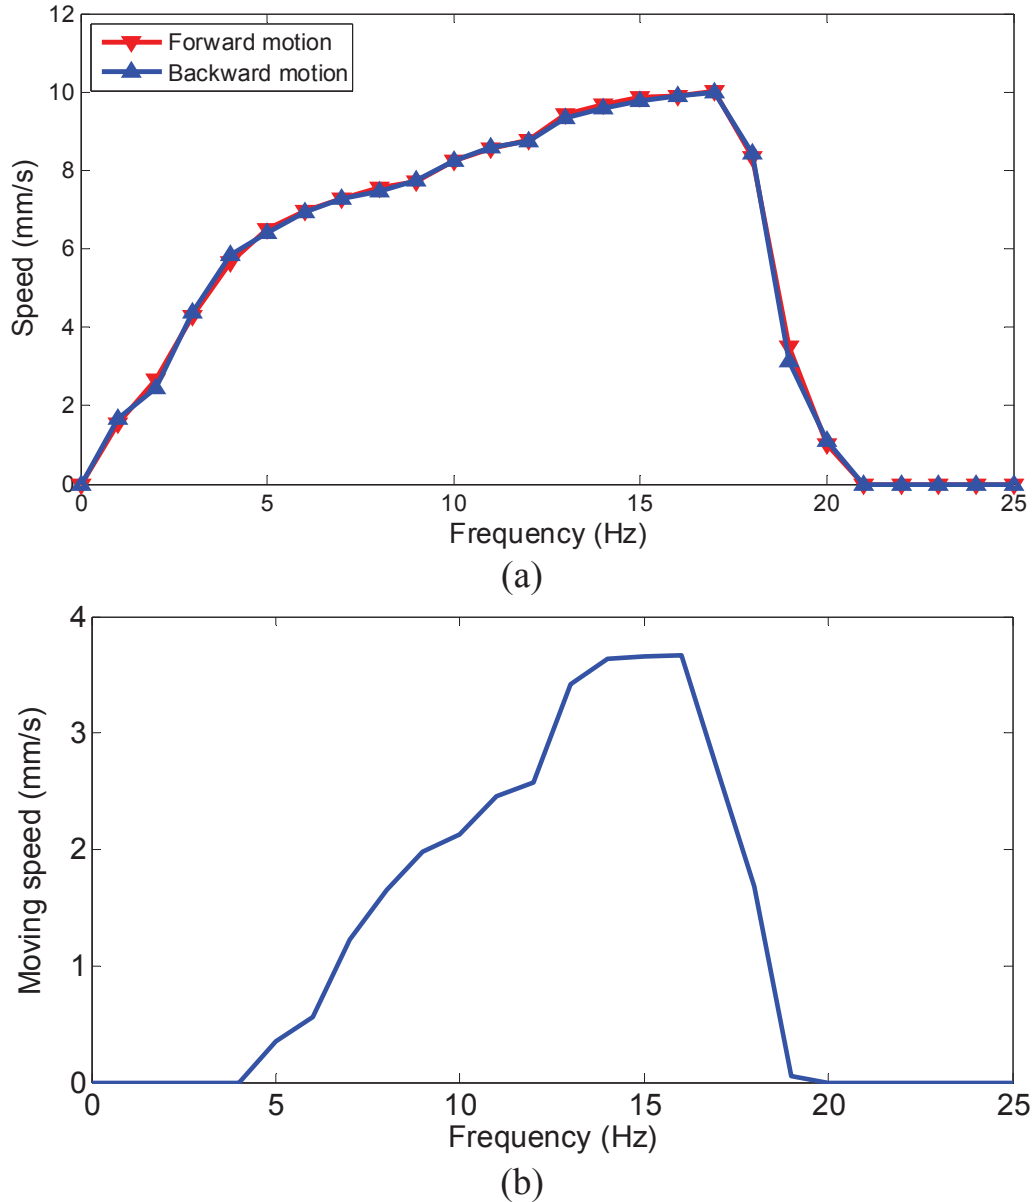 12
10
8
6
4
2
0
Speed (mm/s)
Forward motion
Backward motion
0 5 10 15 20 25
Frequency (Hz)
(a)
4
3
2
1
0
Moving speed (mm/s)
0 5 10 15 20 25
Frequency (Hz)
(b)